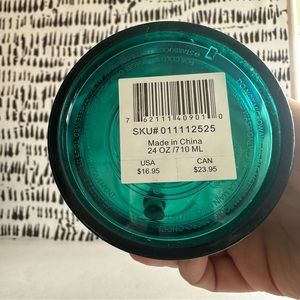 7 62111 40901 0
SKU#011112525
Made in China
24 OZ /710 ML
USA CAN
$16.95 $23.95